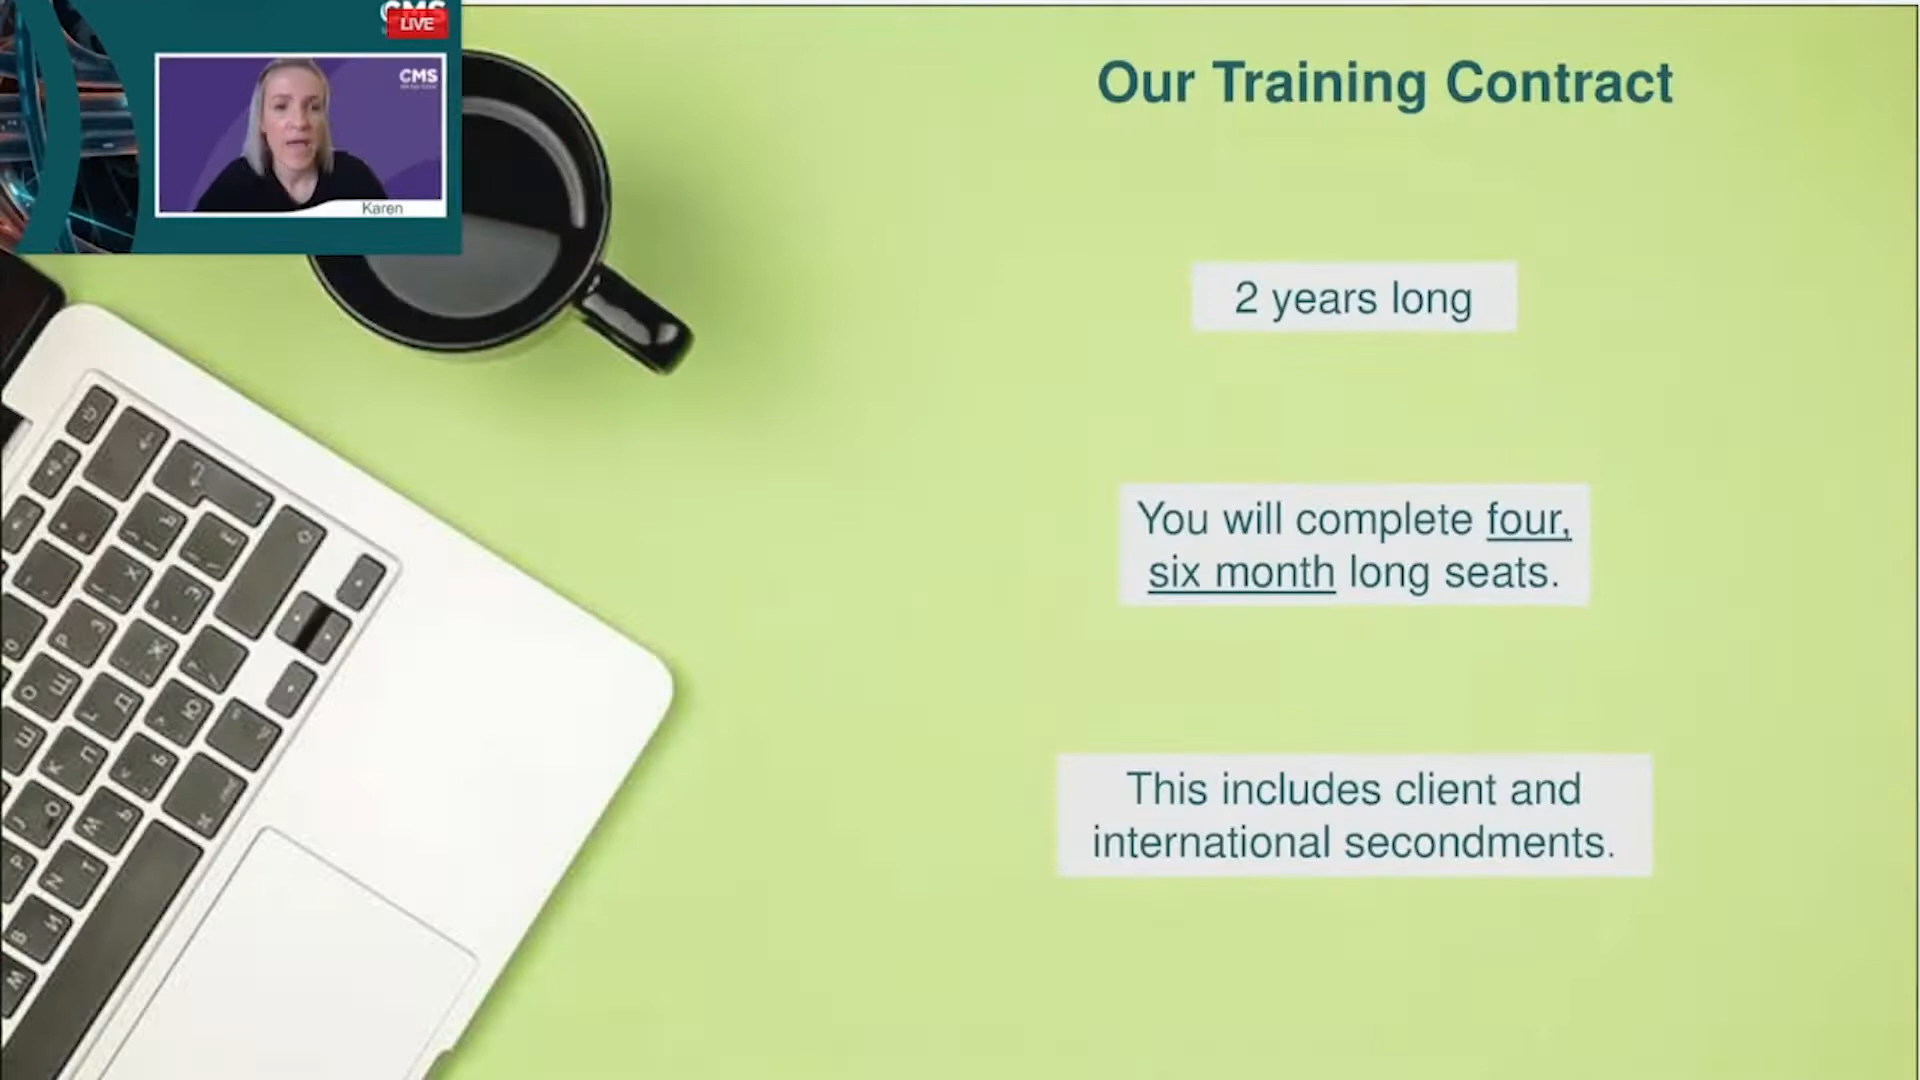 CMS
LIVE
CMS
Karen
Our Training Contract
2 years long
You will complete four,
six month long seats.
This includes client and
international secondments.